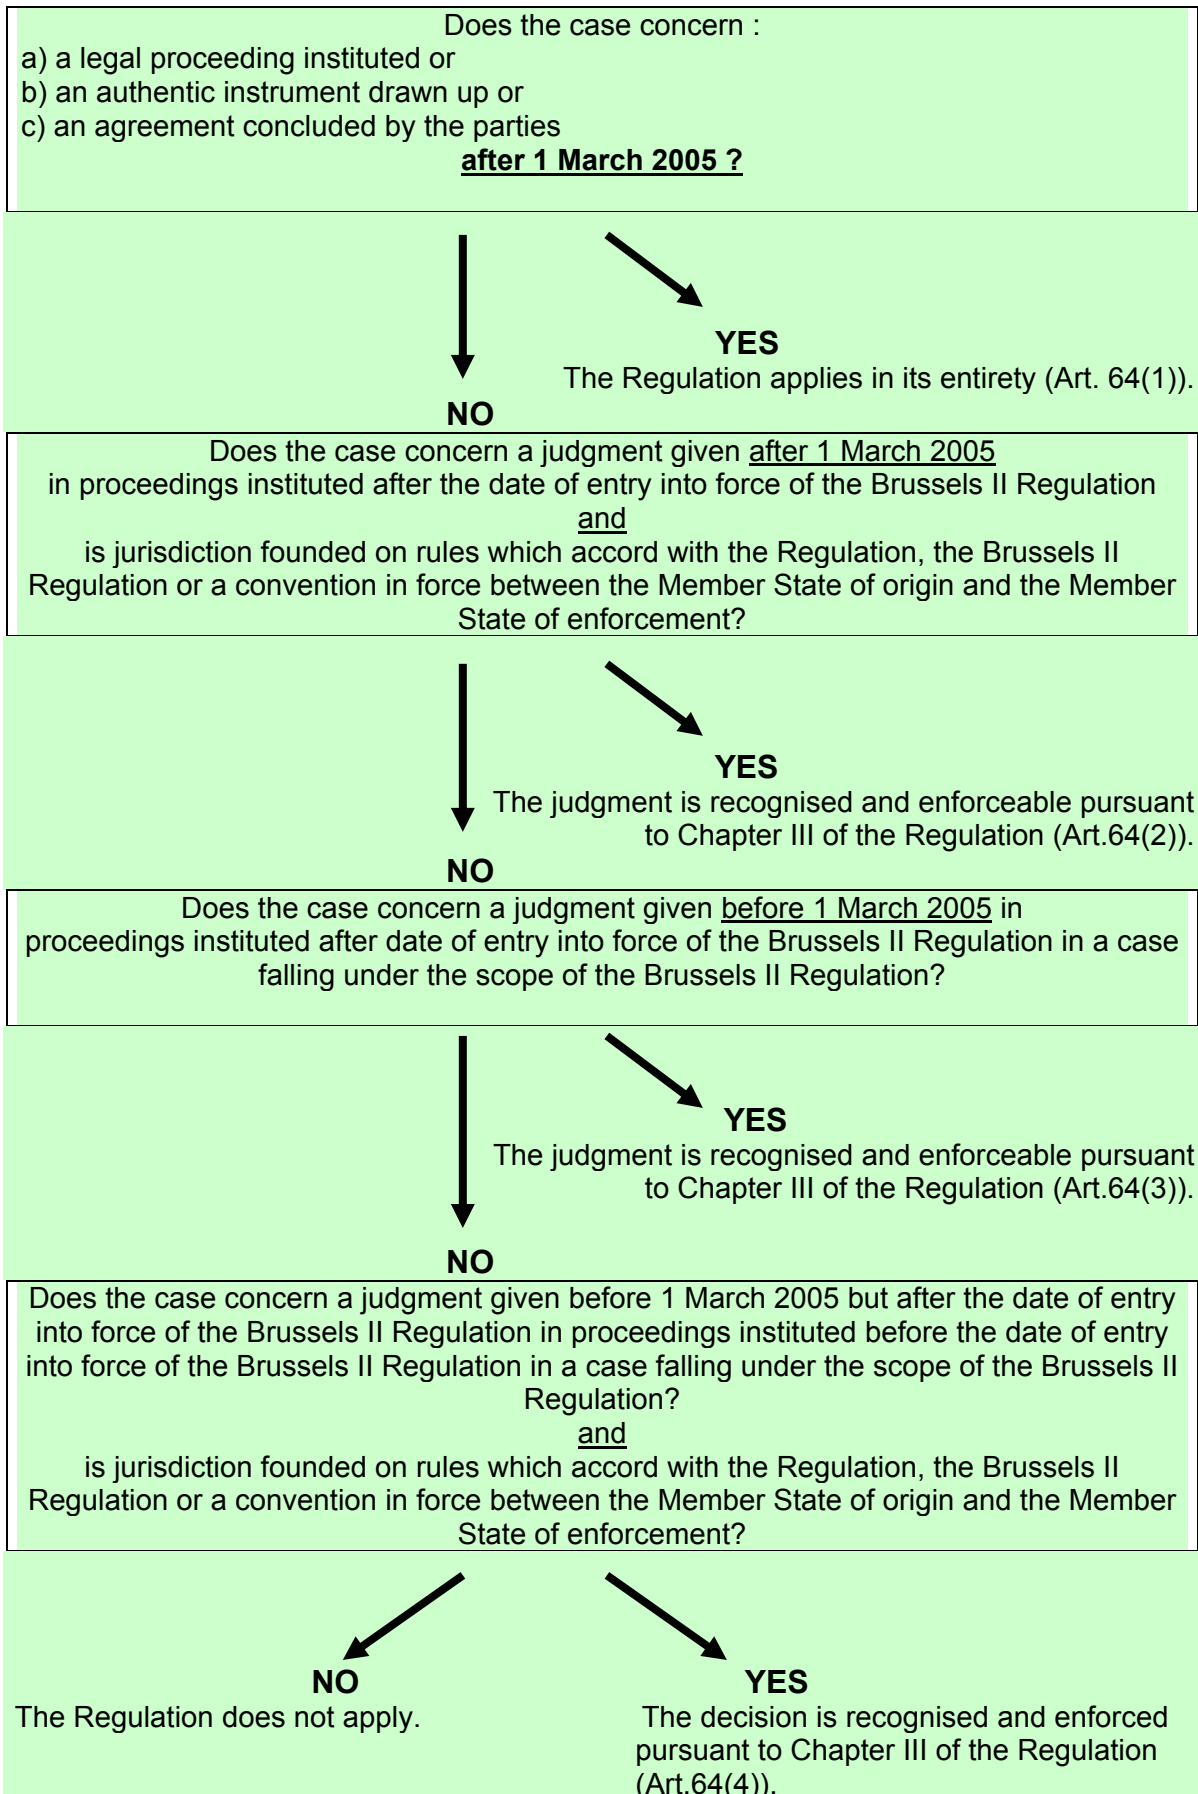 Does the case concern :
a) a legal proceeding instituted or
b) an authentic instrument drawn up or
c) an agreement concluded by the parties
after 1 March 2005 ?
YES
The Regulation applies in its entirety (Art. 64(1)).
NO
Does the case concern a judgment given after 1 March 2005
in proceedings instituted after the date of entry into force of the Brussels II Regulation
and
is jurisdiction founded on rules which accord with the Regulation, the Brussels II
Regulation or a convention in force between the Member State of origin and the Member
State of enforcement?
YES
The judgment is recognised and enforceable pursuant
to Chapter III of the Regulation (Art.64(2)).
NO
Does the case concern a judgment given before 1 March 2005 in
proceedings instituted after date of entry into force of the Brussels II Regulation in a case
falling under the scope of the Brussels II Regulation?
YES
The judgment is recognised and enforceable pursuant
to Chapter III of the Regulation (Art.64(3)).
NO
Does the case concern a judgment given before 1 March 2005 but after the date of entry
into force of the Brussels II Regulation in proceedings instituted before the date of entry
into force of the Brussels II Regulation in a case falling under the scope of the Brussels II
Regulation?
and
is jurisdiction founded on rules which accord with the Regulation, the Brussels II
Regulation or a convention in force between the Member State of origin and the Member
State of enforcement?
NO
The Regulation does not apply.
YES
The decision is recognised and enforced
pursuant to Chapter III of the Regulation
(Art.64(4)).